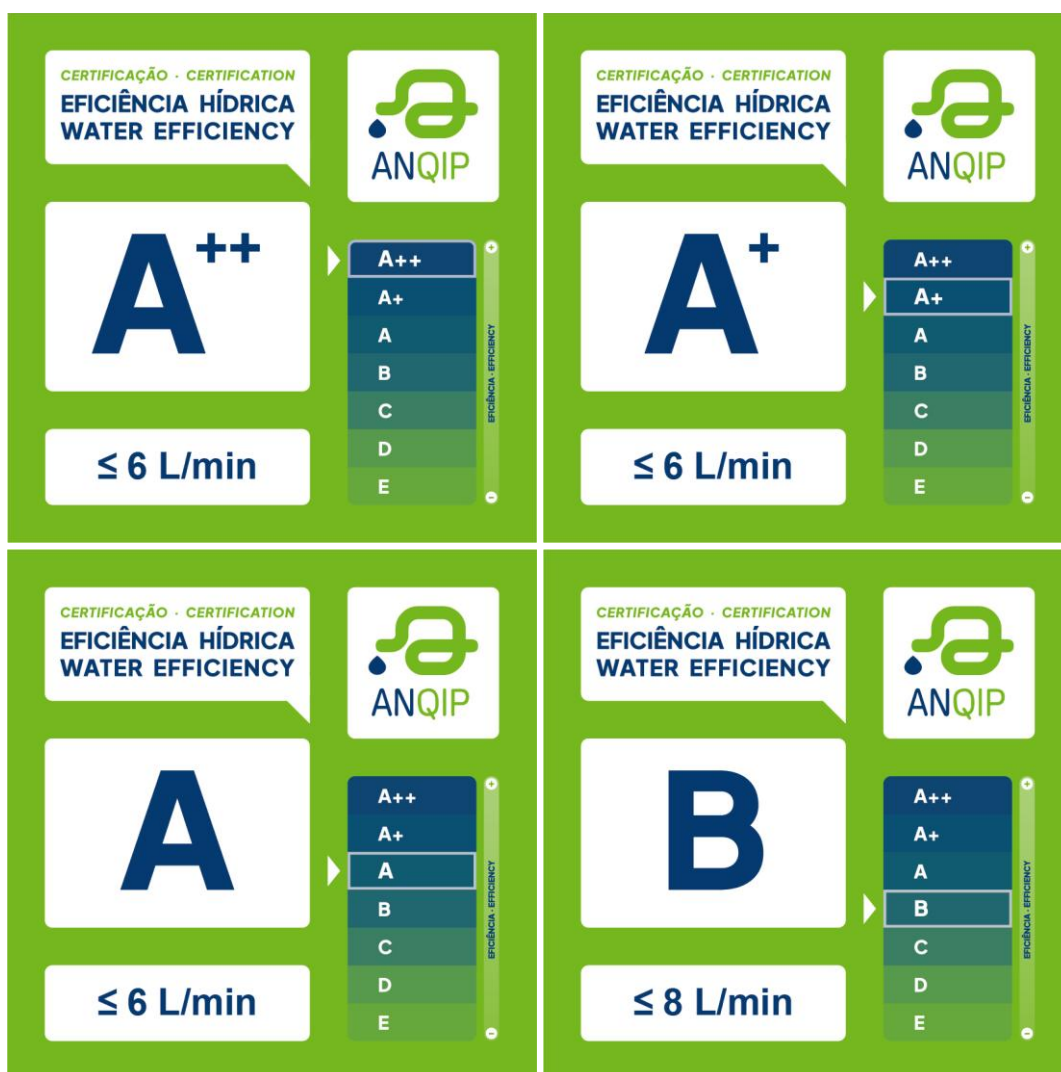 CERTIFICAÇÃO · CERTIFICATION
EFICIÊNCIA HÍDRICA
WATER EFFICIENCY
ANQIP
A++
A++
A+
A
B
C
D
E
EFICIÊNCIA · EFFICIENCY
≤ 6 L/min
CERTIFICAÇÃO · CERTIFICATION
EFICIÊNCIA HÍDRICA
WATER EFFICIENCY
ANQIP
A+
A++
A+
A
B
C
D
E
EFICIÊNCIA · EFFICIENCY
≤ 6 L/min
CERTIFICAÇÃO · CERTIFICATION
EFICIÊNCIA HÍDRICA
WATER EFFICIENCY
ANQIP
A
A++
A+
A
B
C
D
E
EFICIÊNCIA · EFFICIENCY
≤ 6 L/min
CERTIFICAÇÃO · CERTIFICATION
EFICIÊNCIA HÍDRICA
WATER EFFICIENCY
ANQIP
B
A++
A+
A
B
C
D
E
EFICIÊNCIA · EFFICIENCY
≤ 8 L/min